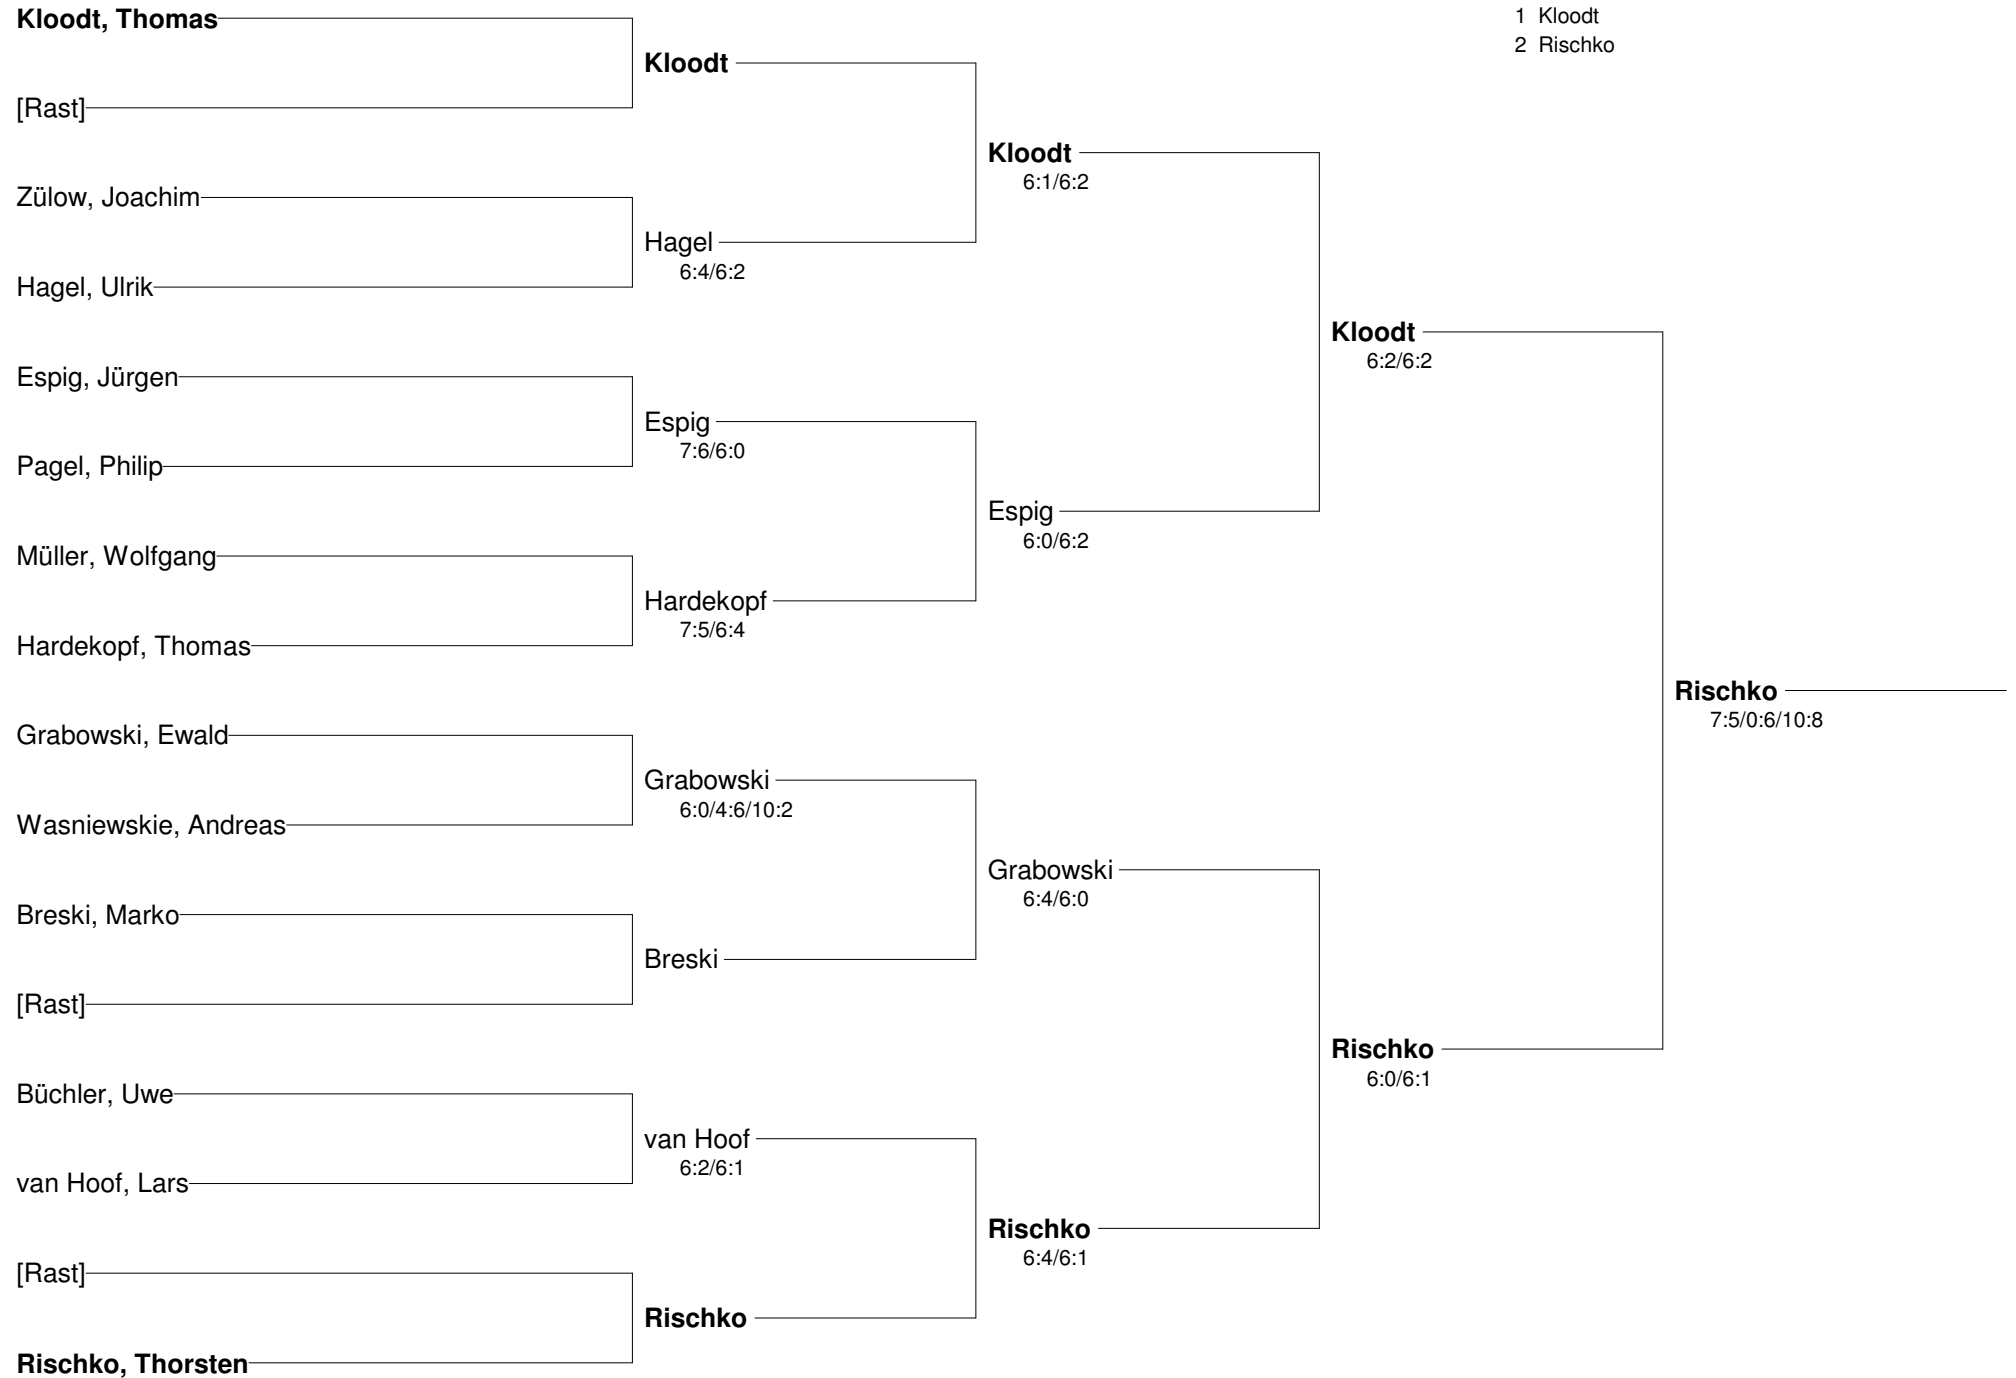 Kloodt, Thomas
[Rast]
Zülow, Joachim
Hagel, Ulrik
Espig, Jürgen
Pagel, Philip
Müller, Wolfgang
Hardekopf, Thomas
Grabowski, Ewald
Wasniewskie, Andreas
Breski, Marko
[Rast]
Büchler, Uwe
van Hoof, Lars
[Rast]
Rischko, Thorsten
Kloodt
Hagel
6:4/6:2
Espig
7:6/6:0
Hardekopf
7:5/6:4
Grabowski
6:0/4:6/10:2
Breski
van Hoof
6:2/6:1
Rischko
Kloodt
6:1/6:2
Espig
6:0/6:2
Grabowski
6:4/6:0
Rischko
6:4/6:1
Kloodt
6:2/6:2
Rischko
6:0/6:1
Rischko
7:5/0:6/10:8
1 Kloodt
2 Rischko